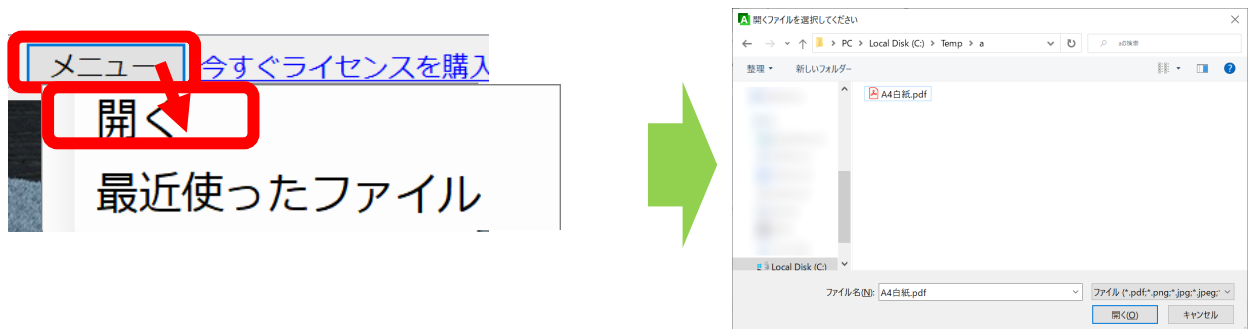 メニュー 今すぐライセンスを購入
開く
最近使ったファイル
開くファイルを選択してください
PC > Local Disk (C:) > Temp > a
aの検索
整理 新しいフォルダー
A4白紙.pdf
Local Disk (C:)
ファイル名(N): A4白紙.pdf
ファイル (*.pdf;*.png;*.jpg;*.jpeg;*
開く(O) キャンセル